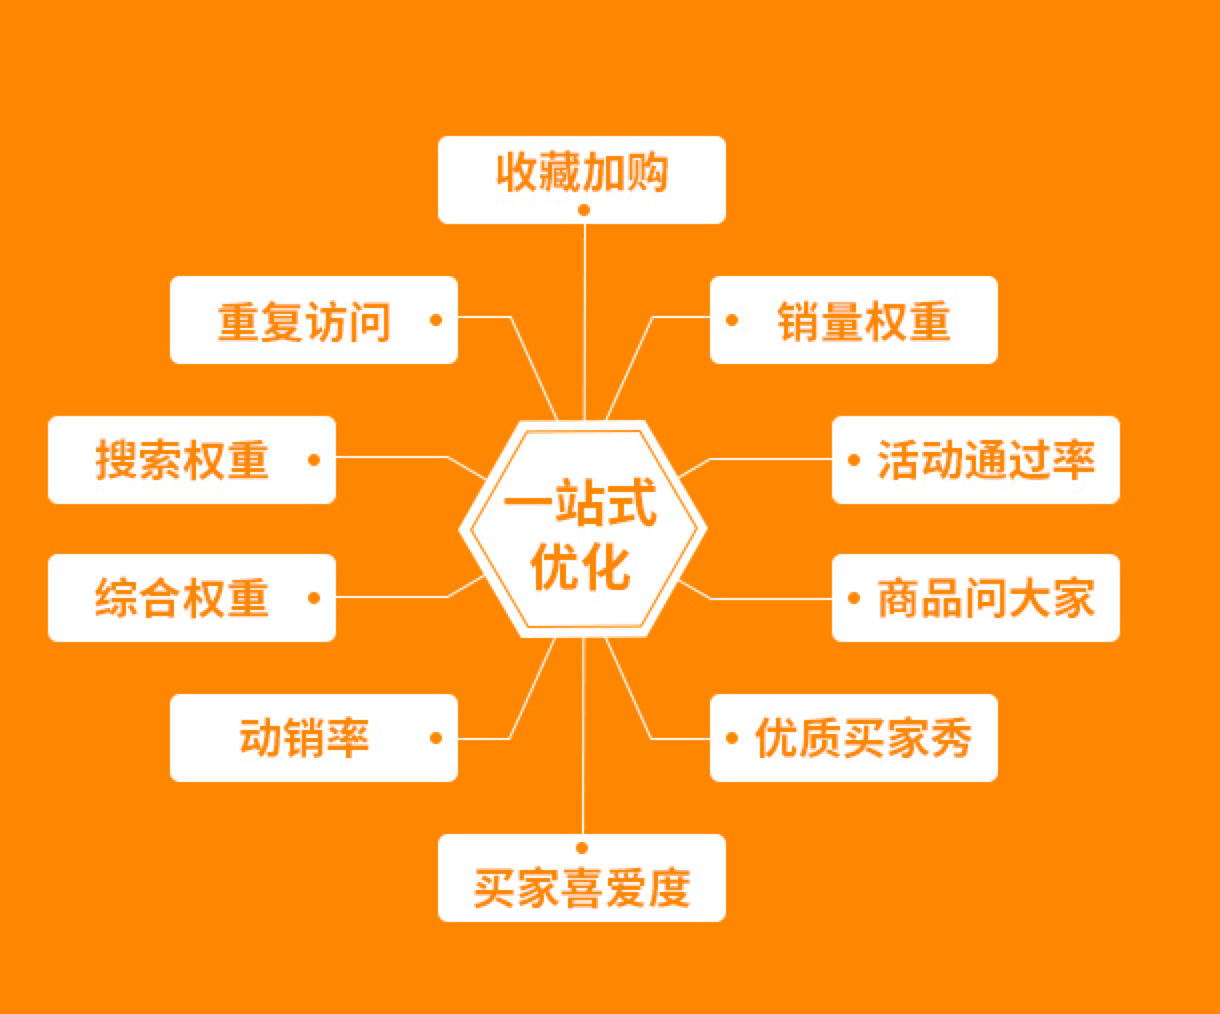 收藏加购
重复访问
销量权重
搜索权重
活动通过率
一站式
优化
综合权重
商品问大家
动销率
优质买家秀
买家喜爱度